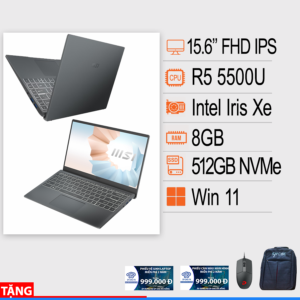 15.6" FHD IPS
CPU
R5 5500U
Intel Iris Xe
RAM
8GB
SSD
512GB NVMe
Win 11
msi
TẶNG
999.000 Đ
999.000 Đ